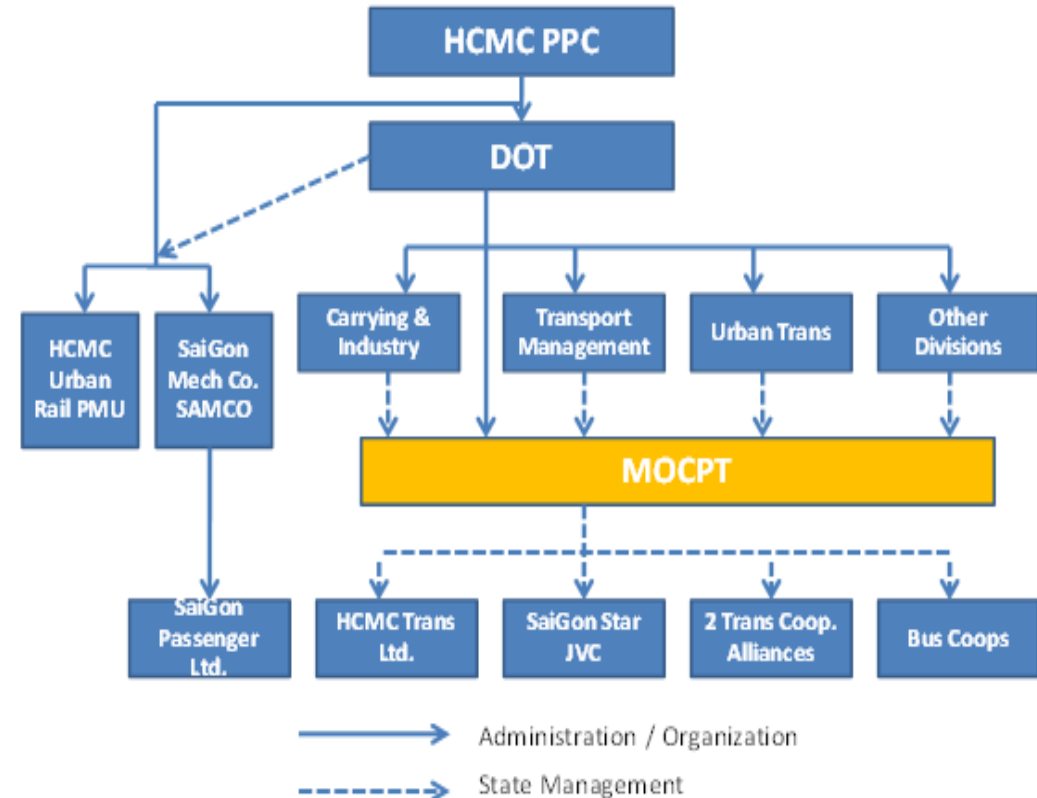 HCMC PPC
DOT
HCMC
Urban
Rail PMU
SaiGon
Mech Co.
SAMCO
Carrying &
Industry
Transport
Management
Urban Trans
Other
Divisions
MOCPT
SaiGon
Passenger
Ltd.
HCMC Trans
Ltd.
SaiGon Star
JVC
2 Trans Coop.
Alliances
Bus Coops
Administration / Organization
State Management